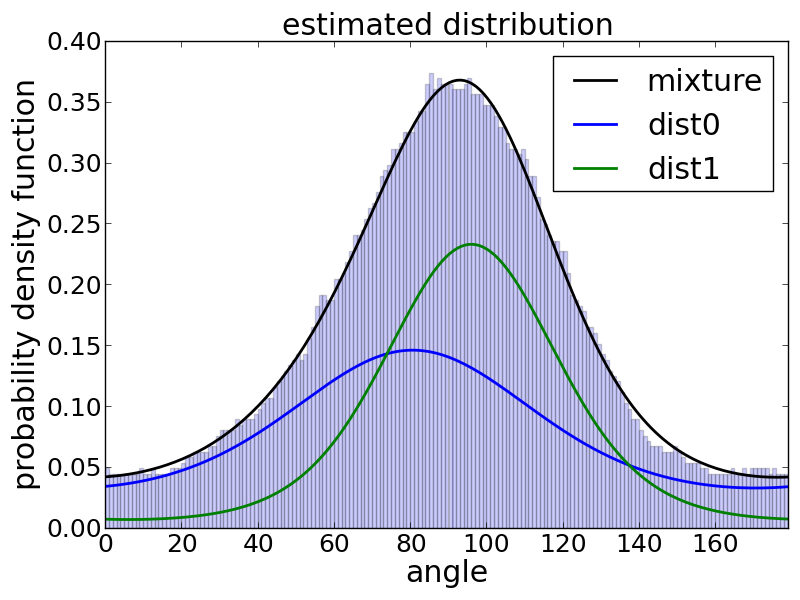 estimated distribution
probability density function
0.40
0.35
0.30
0.25
0.20
0.15
0.10
0.05
0.00
mixture
dist0
dist1
0 20 40 60 80 100 120 140 160
angle